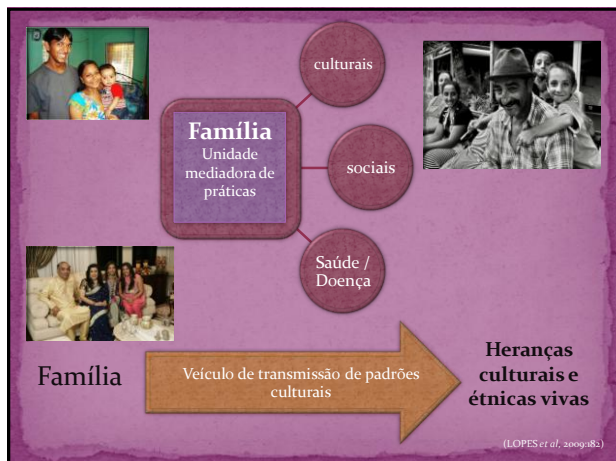 culturais
Família
Unidade
mediadora de
práticas
sociais
Saúde /
Doença
Família
Veículo de transmissão de padrões
culturais
Heranças
culturais e
étnicas vivas
(LOPES et al, 2009:182)